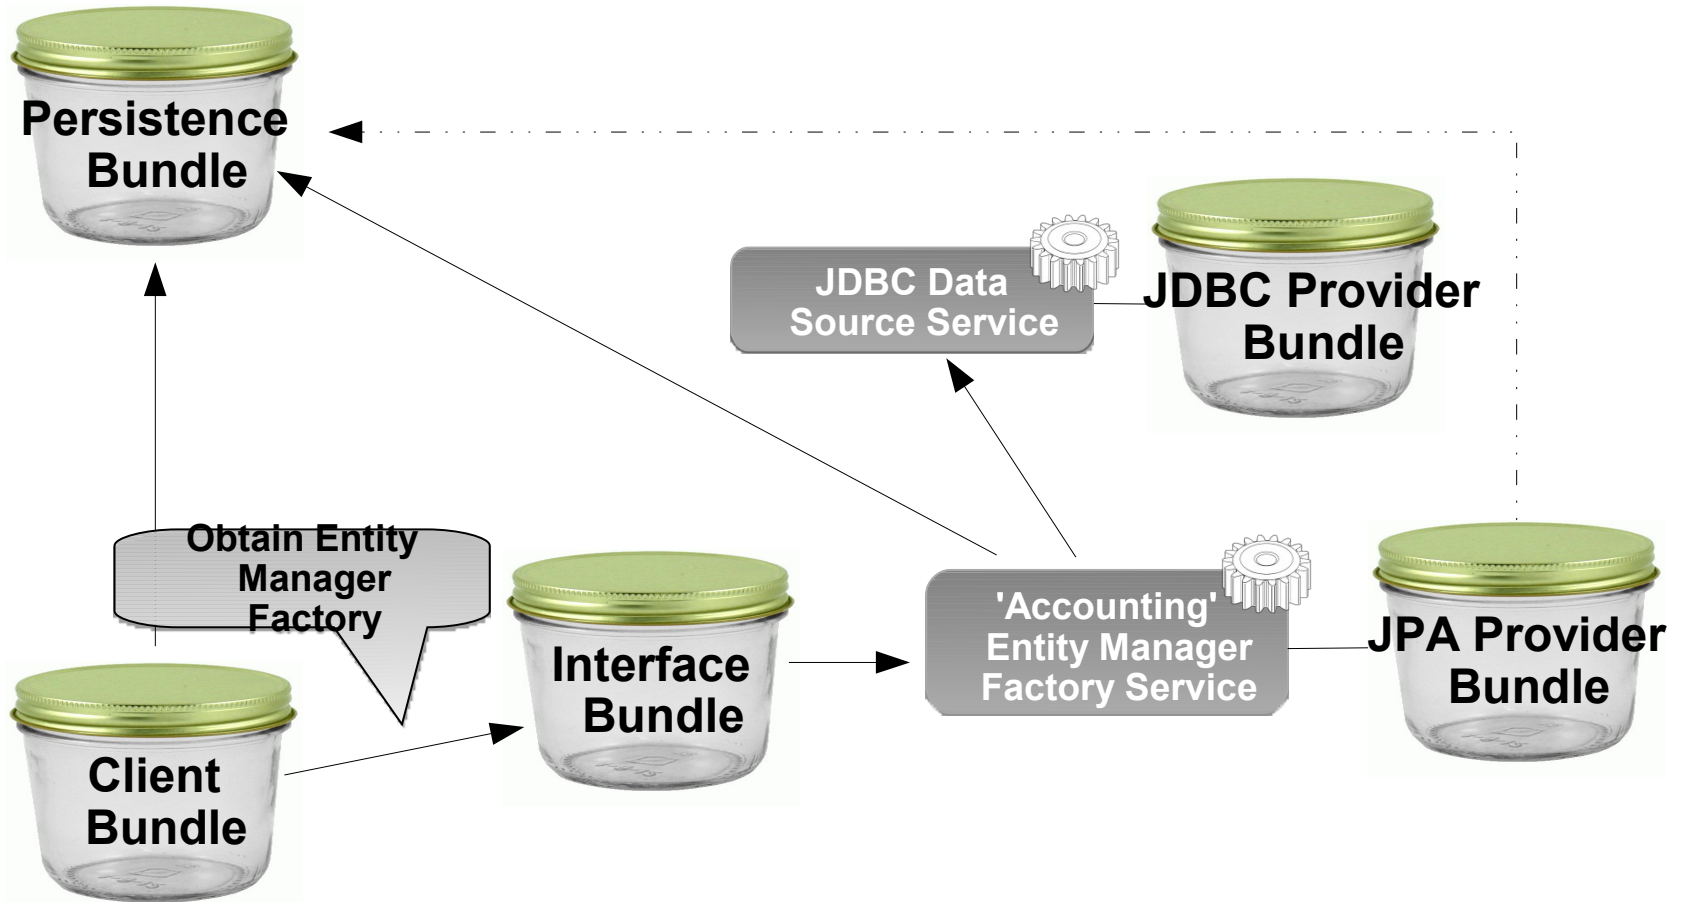 Persistence
Bundle
JDBC Data
Source Service
JDBC Provider
Bundle
Obtain Entity
Manager
Factory
Interface
Bundle
'Accounting'
Entity Manager
Factory Service
JPA Provider
Bundle
Client
Bundle